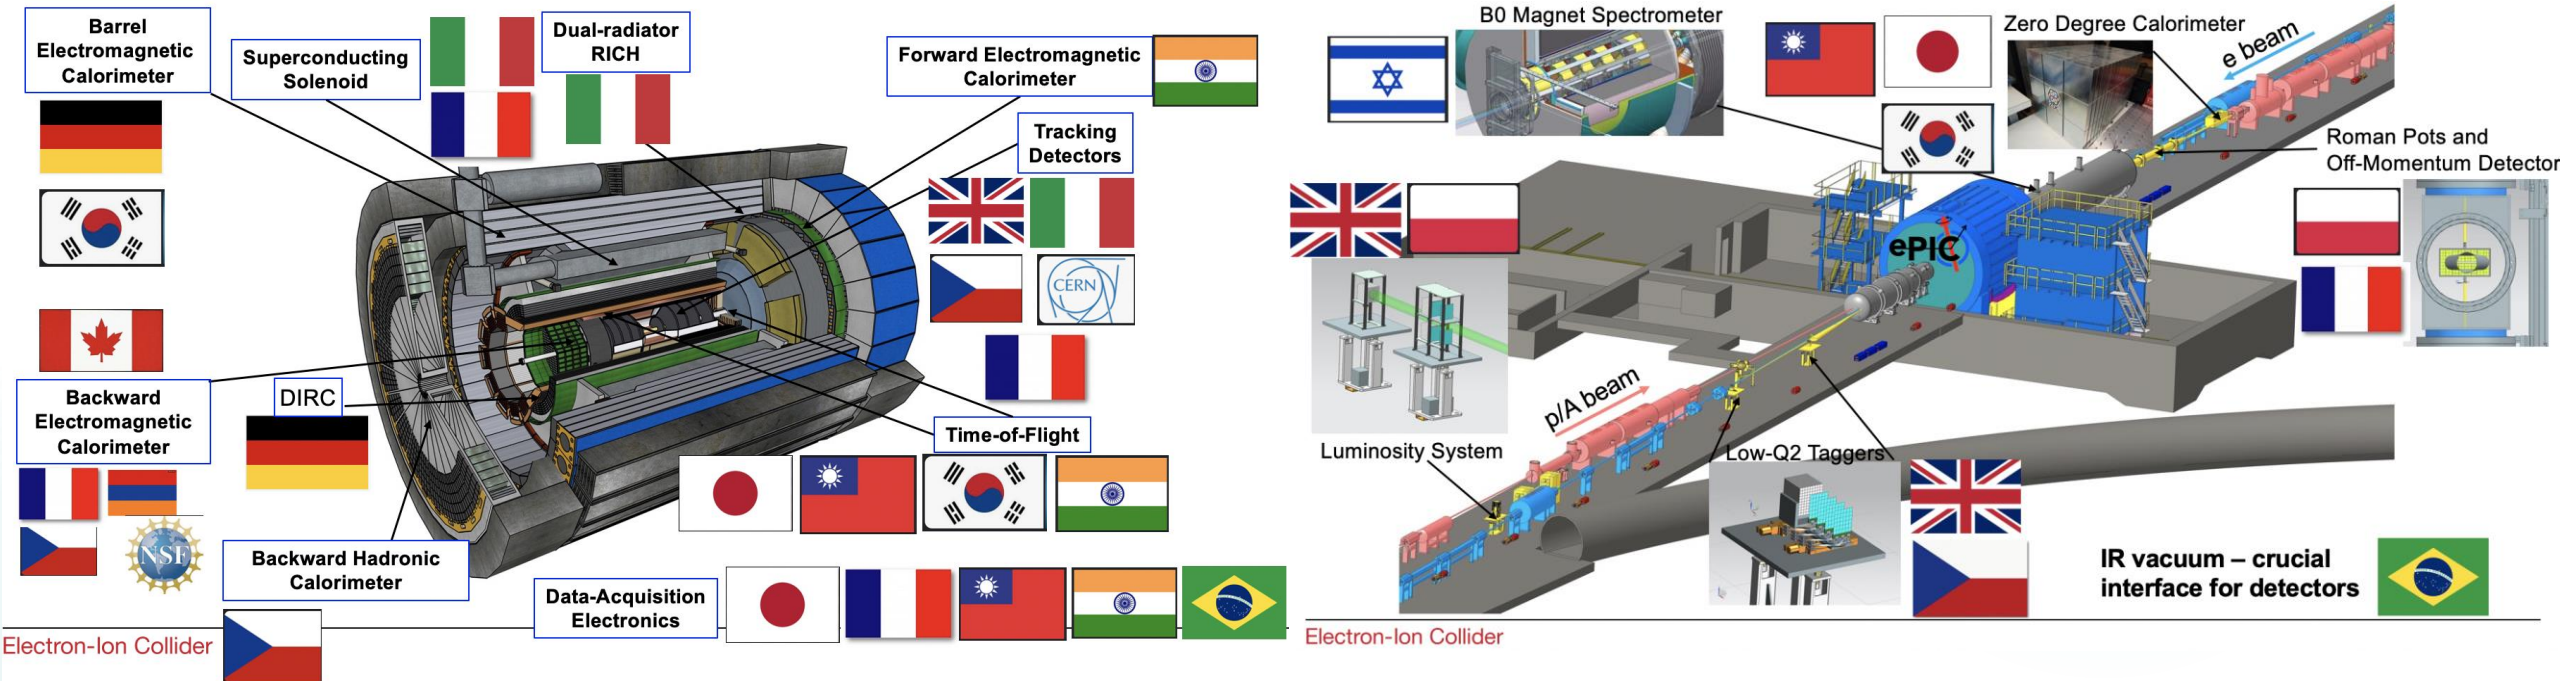 Barrel
Electromagnetic
Calorimeter
Superconducting
Solenoid
Dual-radiator
RICH
Forward Electromagnetic
Calorimeter
Tracking
Detectors
CERN
Backward
Electromagnetic
Calorimeter
DIRC
Time-of-Flight
NSF
Backward Hadronic
Calorimeter
Data-Acquisition
Electronics
Electron-Ion Collider
B0 Magnet Spectrometer
Zero Degree Calorimeter
e beam
Roman Pots and
Off-Momentum Detector
ePIC
p/A beam
Luminosity System
Low-Q2 Taggers
IR vacuum – crucial
interface for detectors
Electron-Ion Collider